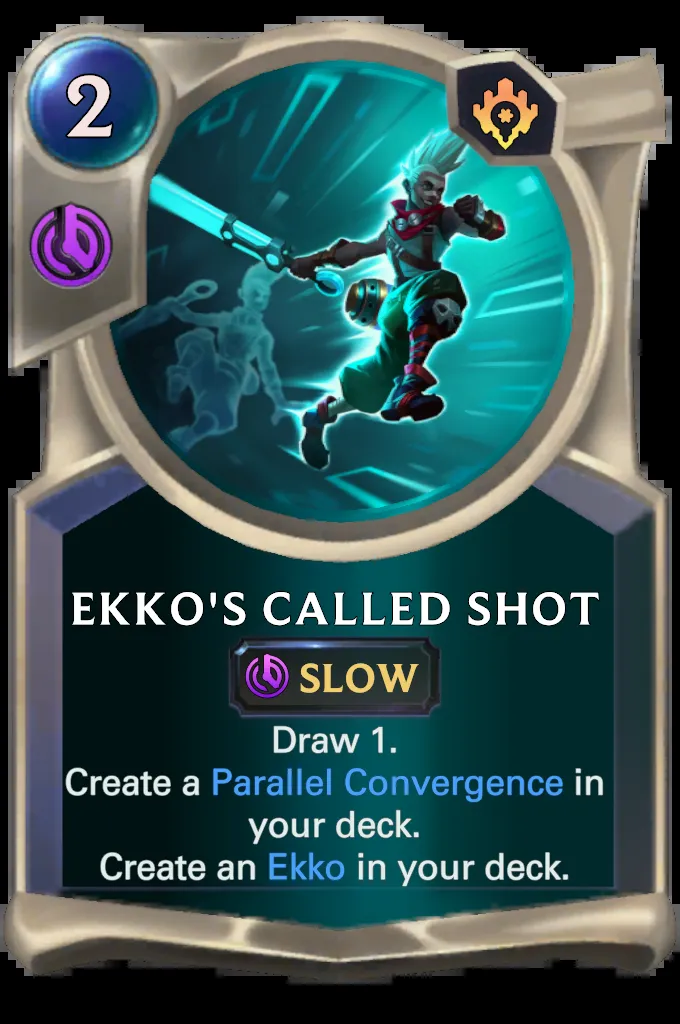 2
EKKO'S CALLED SHOT
SLOW
Draw 1.
Create a Parallel Convergence in
your deck.
Create an Ekko in your deck.